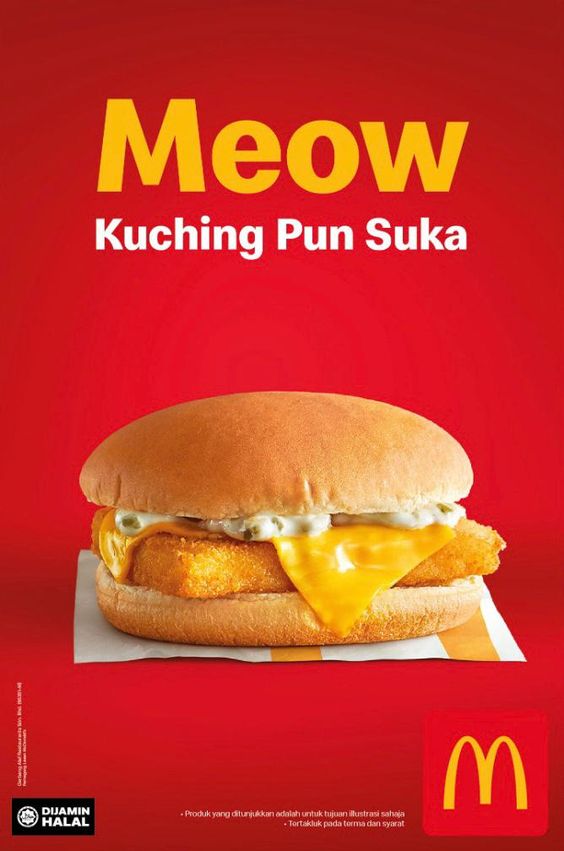 Meow
Kuching Pun Suka
DIJAMIN
HALAL
• Produk yang ditunjukkan adalah untuk tujuan illustrasi sahaja
• Tertakluk pada terma dan syarat